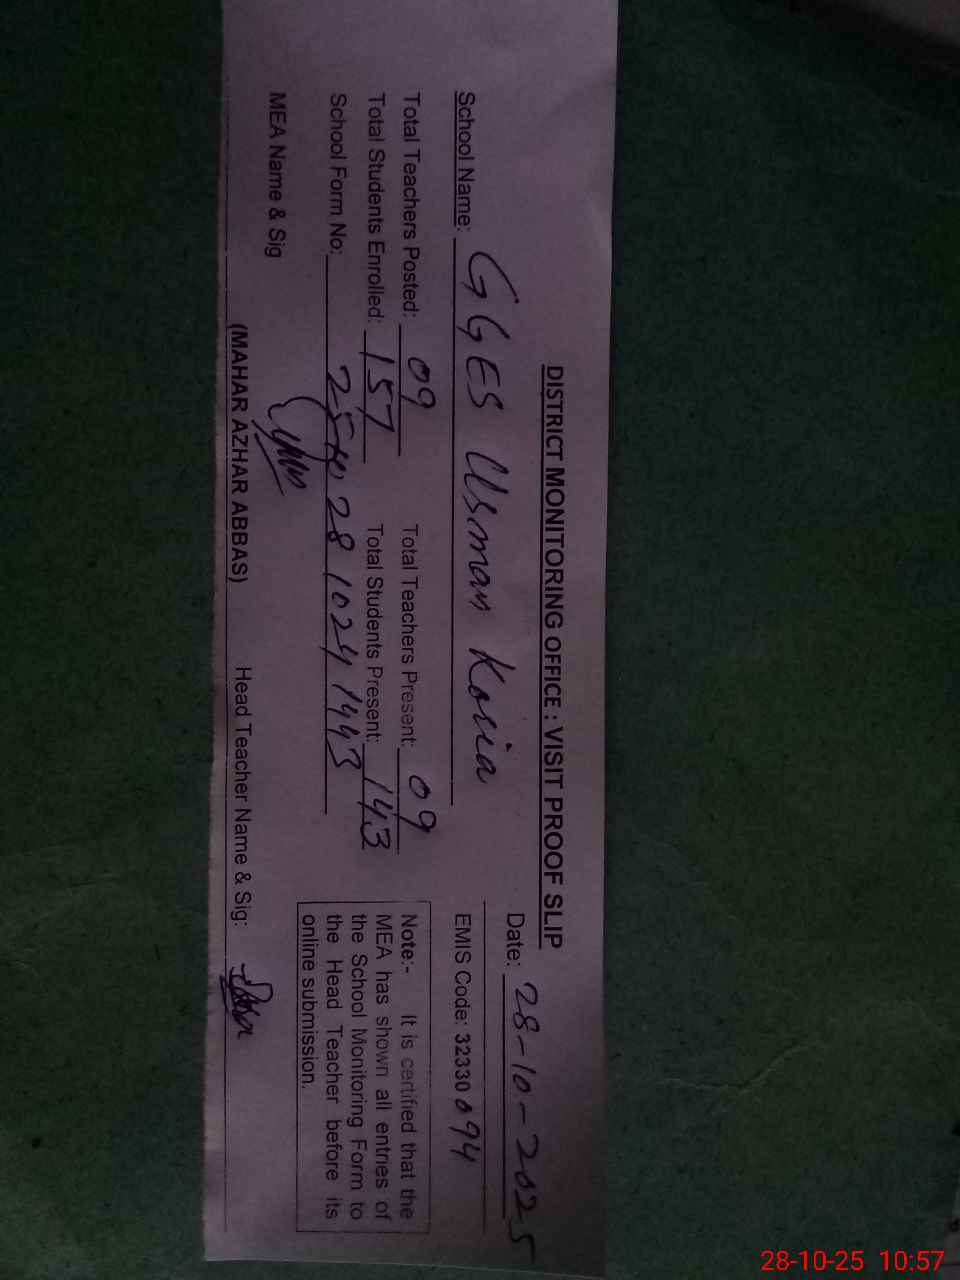 DISTRICT MONITORING OFFICE : VISIT PROOF SLIP
Date: 28-10-2025
School Name: GGES Usman Koria EMIS Code: 32330094
Total Teachers Posted: 09 Total Teachers Present: 09
Total Students Enrolled: 157 Total Students Present: 143
School Form No: 28 1024 1443
Note:- It is certified that the
MEA has shown all entries of
the School Monitoring Form to
the Head Teacher before its
online submission.
MEA Name & Sig
(MAHAR AZHAR ABBAS) Head Teacher Name & Sig:
28-10-25 10:57